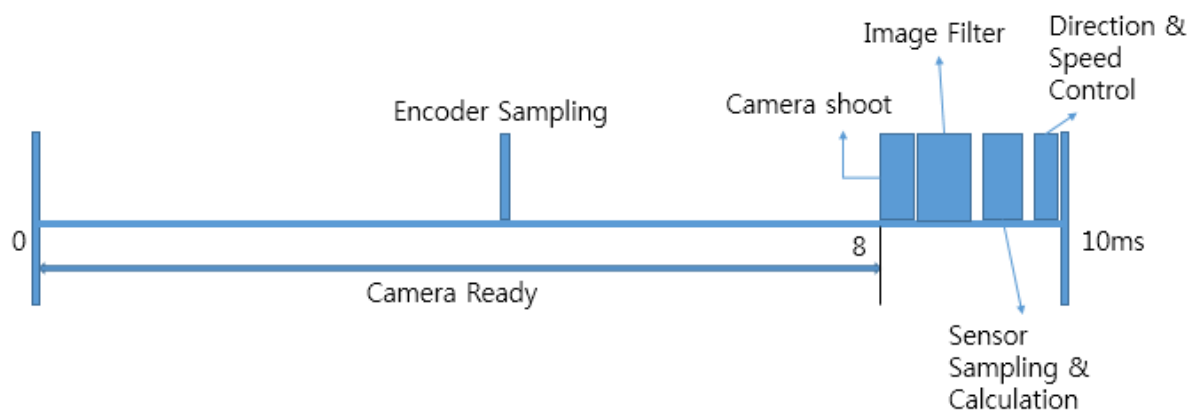 Image Filter
Direction &
Speed
Control
Encoder Sampling
Camera shoot
0
8
10ms
Camera Ready
Sensor
Sampling &
Calculation